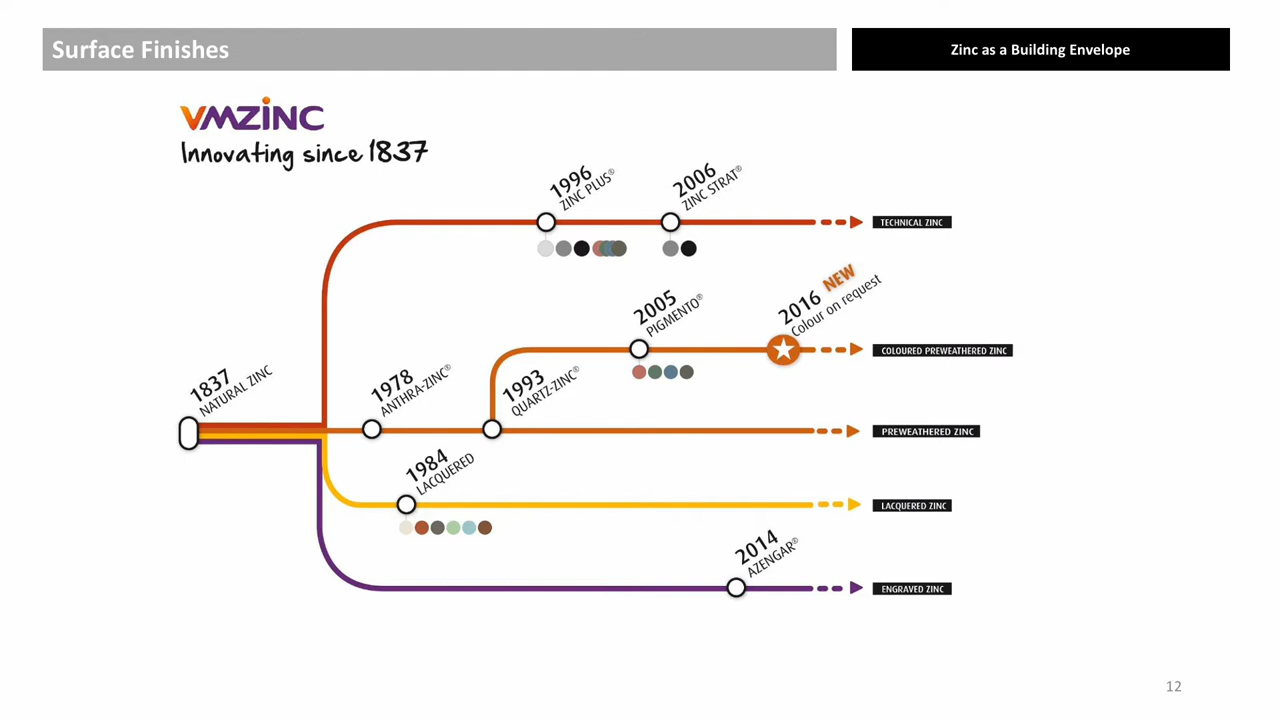 Surface Finishes
Zinc as a Building Envelope
VMZINC
Innovating since 1837
1996
ZINC PLUS®
2006
ZINC STRAT®
TECHNICAL ZINC
2005
PIGMENTO®
2016 NEW
Colour on request
COLOURED PREWEATHERED ZINC
1837
NATURAL ZINC
1978
ANTHRA-ZINC®
1993
QUARTZ-ZINC®
PREWEATHERED ZINC
1984
LACQUERED
LACQUERED ZINC
2014
AZENGAR®
ENGRAVED ZINC
12